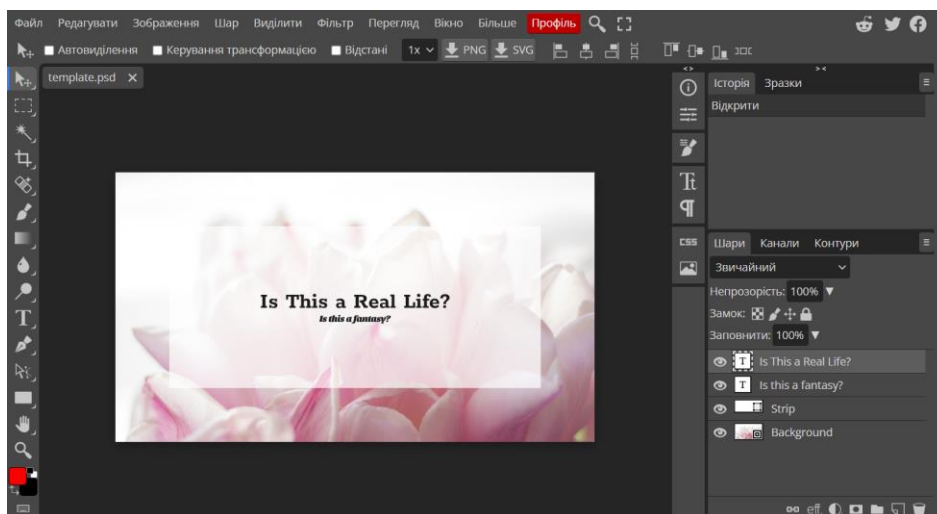 Файл Редагувати Зображення Шар Виділити Фільтр Перегляд Вікно Більше Профіль
Автовиділення Керування трансформацією Відстані 1x PNG SVG
template.psd
Історія Зразки
Відкрити
Is This a Real Life?
Is this a fantasy?
CSS
Шари Канали Контури
Звичайний
Непрозорість: 100%
Замок:
Заповнити: 100%
Is This a Real Life?
Is this a fantasy?
Strip
Background
eff